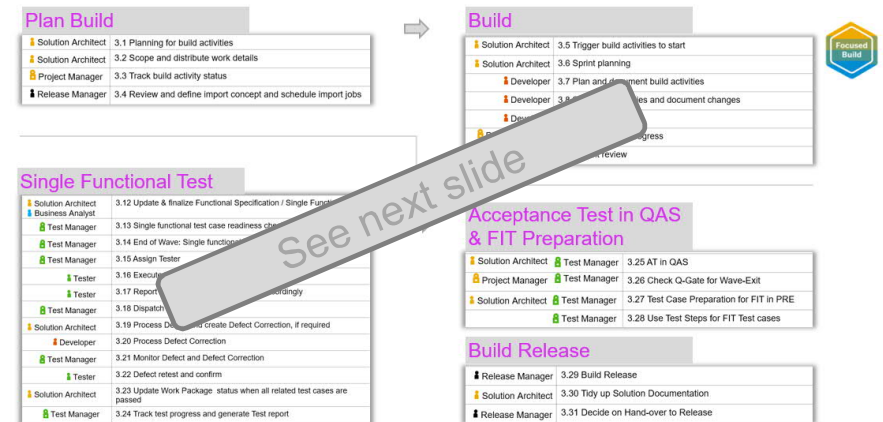 Plan Build
Solution Architect 3.1 Planning for build activities
Solution Architect 3.2 Scope and distribute work details
Project Manager 3.3 Track build activity status
Release Manager 3.4 Review and define import concept and schedule import jobs
Build
Solution Architect 3.5 Trigger build activities to start
Solution Architect 3.6 Sprint planning
Developer 3.7 Plan and document build activities
Developer and document changes
review
Focused
Build
See next slide
Single Functional Test
Solution Architect 3.12 Update & finalize Functional Specification / Single
Business Analyst
Test Manager 3.13 Single functional test case readiness
Test Manager 3.14 End of Wave: Single
Test Manager 3.15 Assign Tester
Tester 3.16
Tester 3.17 Report
Test Manager 3.18 Dispatch
Solution Architect 3.19 Process create Defect Correction, if required
Developer 3.20 Process Defect Correction
Test Manager 3.21 Monitor Defect and Defect Correction
Tester 3.22 Defect retest and confirm
Solution Architect 3.23 Update Work Package status when all related test cases are
passed
Test Manager 3.24 Track test progress and generate Test report
Acceptance Test in QAS
& FIT Preparation
Solution Architect Test Manager 3.25 AT in QAS
Project Manager Test Manager 3.26 Check Q-Gate for Wave-Exit
Solution Architect Test Manager 3.27 Test Case Preparation for FIT in PRE
Test Manager 3.28 Use Test Steps for FIT Test cases
Build Release
Release Manager 3.29 Build Release
Solution Architect 3.30 Tidy up Solution Documentation
Release Manager 3.31 Decide on Hand-over to Release